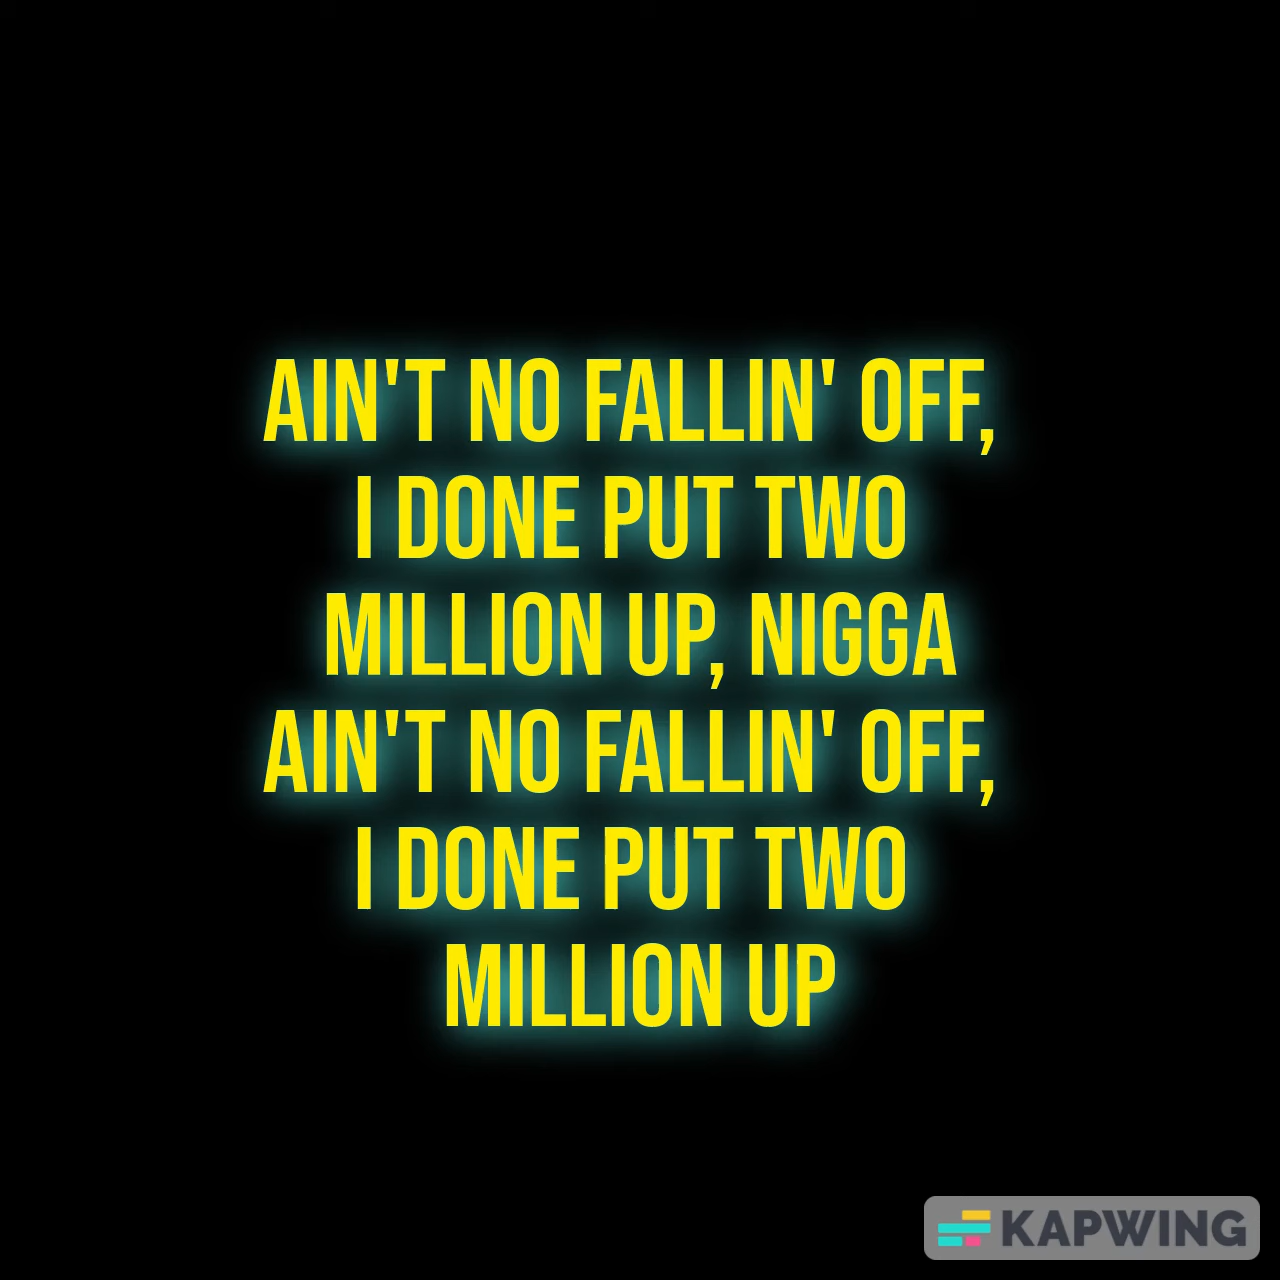 AIN'T NO FALLIN' OFF,
I DONE PUT TWO
MILLION UP, NIGGA
AIN'T NO FALLIN' OFF,
I DONE PUT TWO
MILLION UP
KAPWING